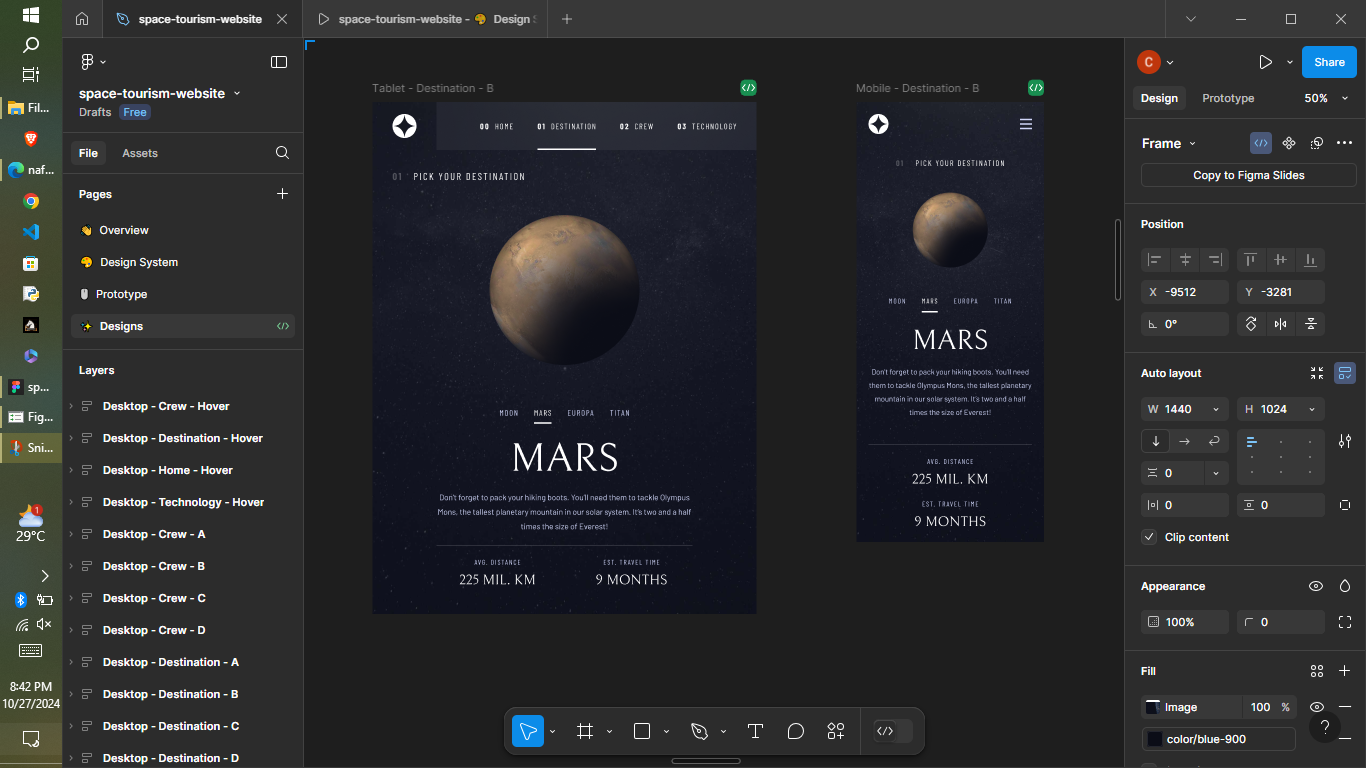 space-tourism-website
space-tourism-website - Design
Fil...
naf...
sp...
Fig...
Sni...
1
29°C
8:42 PM
10/27/2024
space-tourism-website
Drafts Free
File Assets
Pages
Overview
Design System
Prototype
Designs
Layers
Desktop - Crew - Hover
Desktop - Destination - Hover
Desktop - Home - Hover
Desktop - Technology - Hover
Desktop - Crew - A
Desktop - Crew - B
Desktop - Crew - C
Desktop - Crew - D
Desktop - Destination - A
Desktop - Destination - B
Desktop - Destination - C
Desktop - Destination - D
Tablet - Destination - B
00 HOME 01 DESTINATION 02 CREW 03 TECHNOLOGY
01 PICK YOUR DESTINATION
MOON MARS EUROPA TITAN
MARS
Don't forget to pack your hiking boots. You'll need them to tackle Olympus
Mons, the tallest planetary mountain in our solar system. It's two and a half
times the size of Everest!
AVG. DISTANCE EST. TRAVEL TIME
225 MIL. KM 9 MONTHS
Mobile - Destination - B
01 PICK YOUR DESTINATION
MOON MARS EUROPA TITAN
MARS
Don't forget to pack your hiking boots. You'll need
them to tackle Olympus Mons, the tallest planetary
mountain in our solar system. It's two and a half
times the size of Everest!
AVG. DISTANCE
225 MIL. KM
EST. TRAVEL TIME
9 MONTHS
C Share
Design Prototype 50%
Frame
Copy to Figma Slides
Position
X -9512 Y -3281
0°
Auto layout
W 1440 H 1024
0
0 0
Clip content
Appearance
100% 0
Fill
Image 100 %
?
color/blue-900